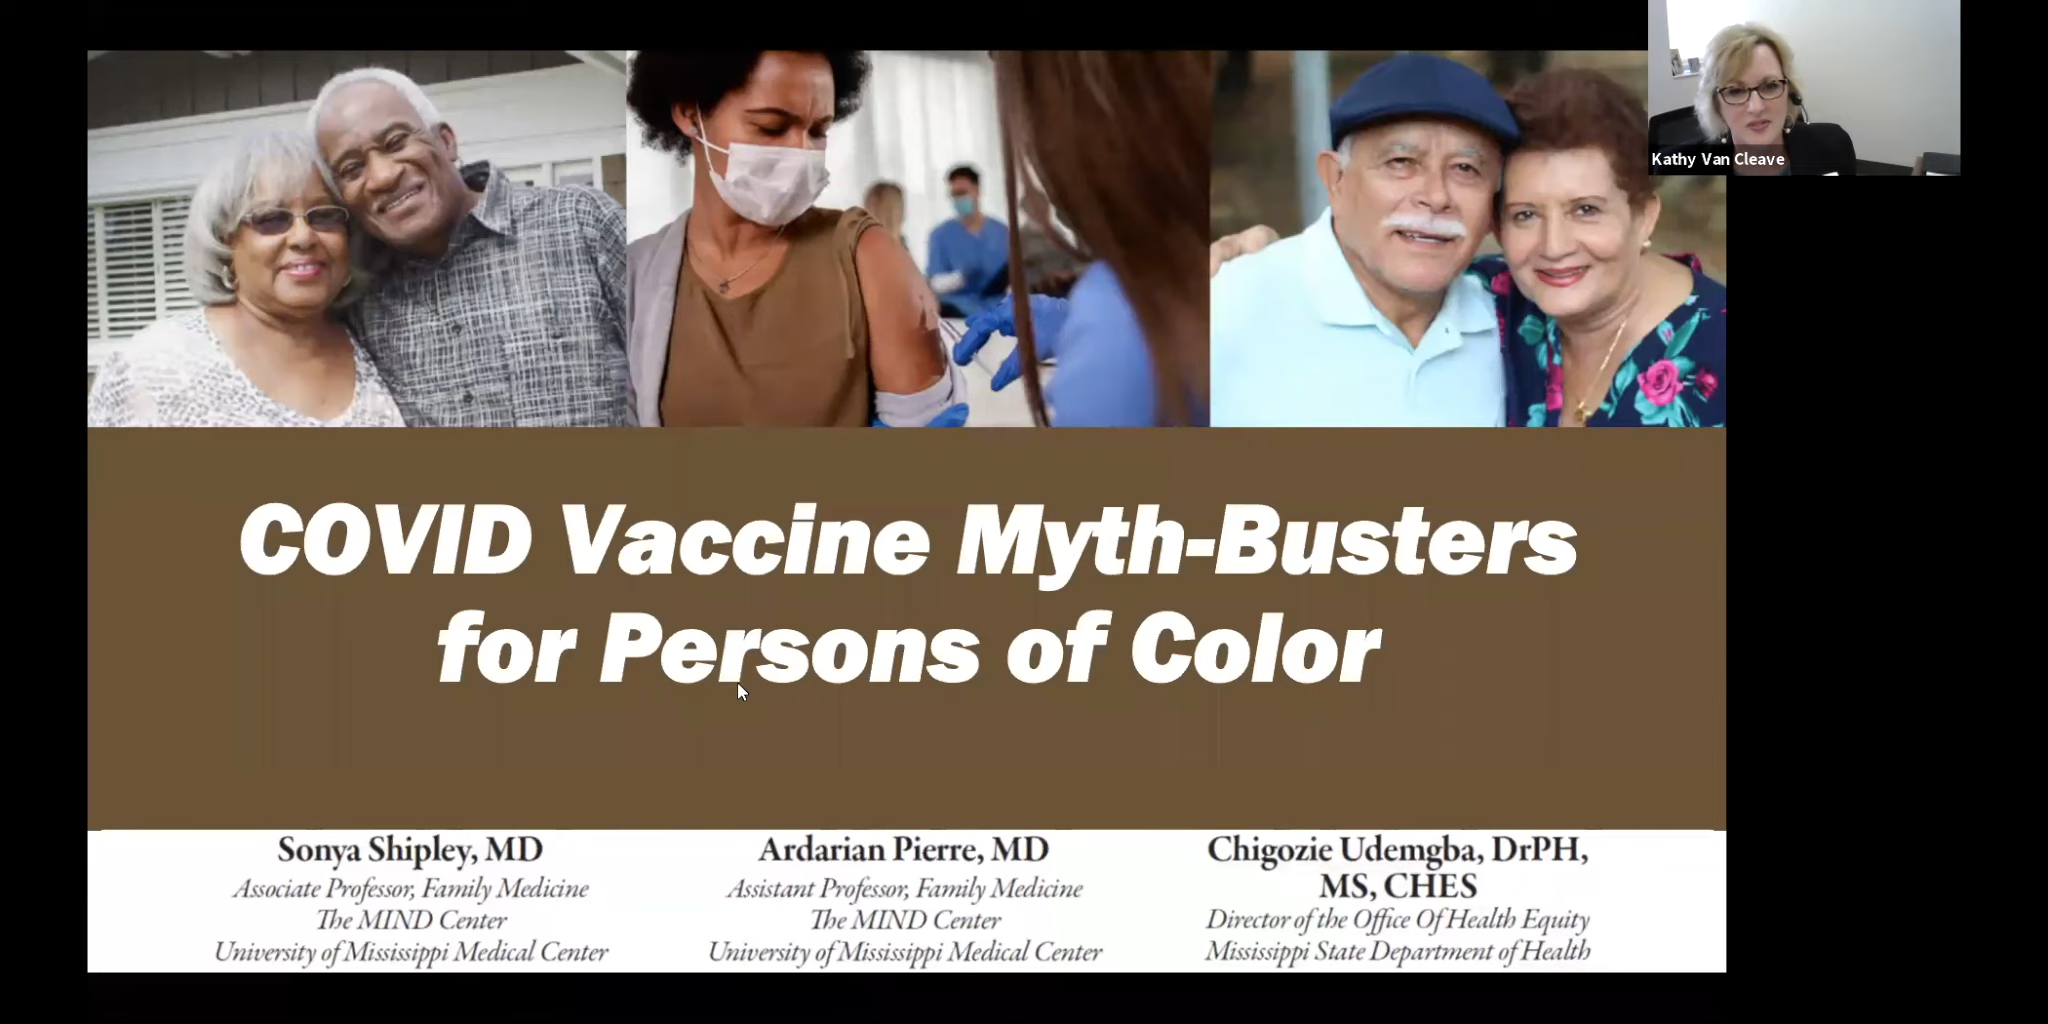 Kathy Van Cleave
COVID Vaccine Myth-Busters
for Persons of Color
Sonya Shipley, MD
Associate Professor, Family Medicine
The MIND Center
University of Mississippi Medical Center
Ardarian Pierre, MD
Assistant Professor, Family Medicine
The MIND Center
University of Mississippi Medical Center
Chigozie Udemgba, DrPH,
MS, CHES
Director of the Office Of Health Equity
Mississippi State Department of Health